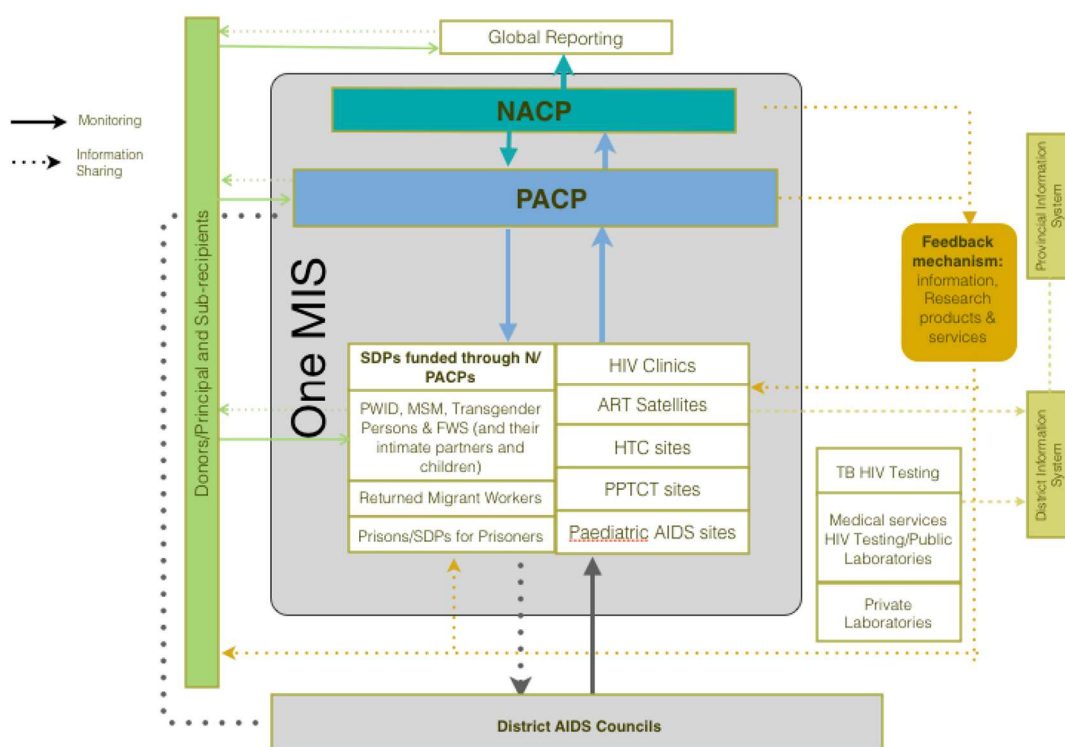 Global Reporting
NACP
Monitoring
Information
Sharing
PACP
Donors/Principal and Sub-recipients
One MIS
Feedback
mechanism:
information,
Research
products &
services
Provincial Information
System
SDPs funded through N/
PACPs
PWID, MSM, Transgender
Persons & FWS (and their
intimate partners and
children)
Returned Migrant Workers
Prisons/SDPs for Prisoners
HIV Clinics
ART Satellites
HTC sites
PPTCT sites
Paediatric AIDS sites
TB HIV Testing
Medical services
HIV Testing/Public
Laboratories
Private
Laboratories
District Information
System
District AIDS Councils